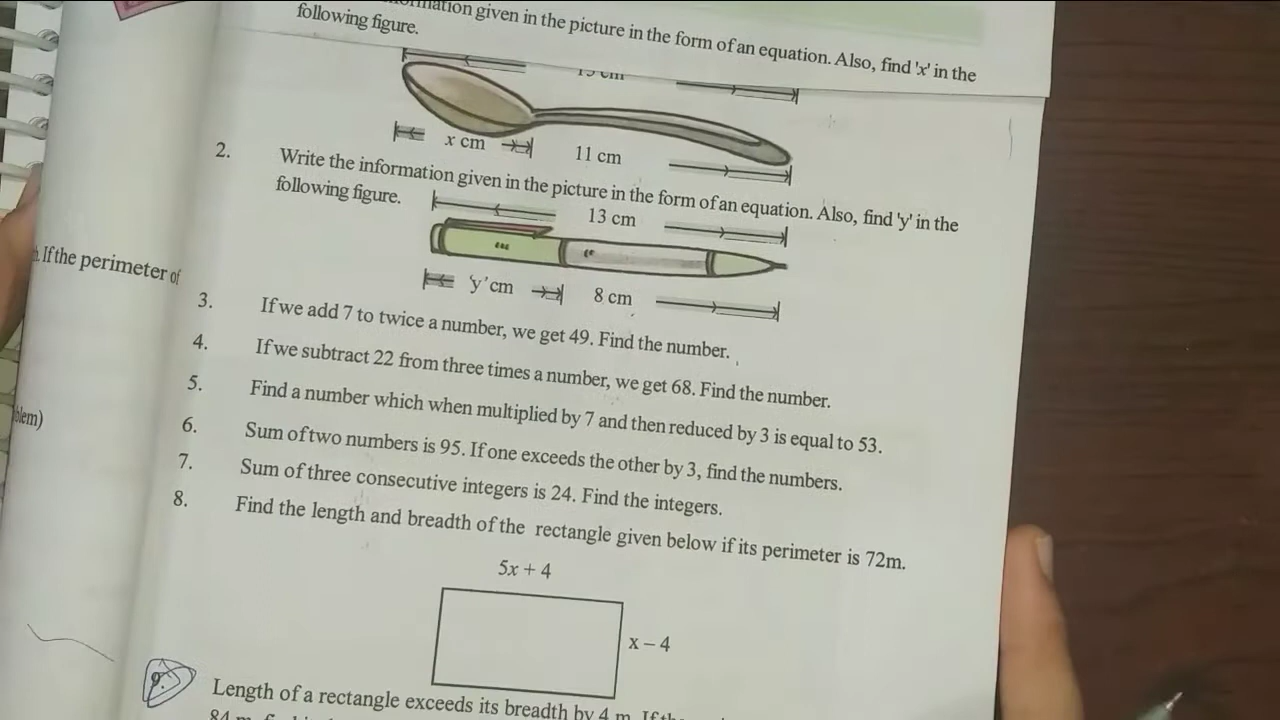 given in the picture in the form of an equation. Also, find 'x' in the
following figure.
x cm 11 cm
2. Write the information given in the picture in the form of an equation. Also, find 'y' in the
following figure.
13 cm
'y' cm 8 cm
If the perimeter of
3. If we add 7 to twice a number, we get 49. Find the number.
4. If we subtract 22 from three times a number, we get 68. Find the number.
5. Find a number which when multiplied by 7 and then reduced by 3 is equal to 53.
6. Sum of two numbers is 95. If one exceeds the other by 3, find the numbers.
7. Sum of three consecutive integers is 24. Find the integers.
8. Find the length and breadth of the rectangle given below if its perimeter is 72m.
5x + 4
x – 4
9. Length of a rectangle exceeds its breadth by 4 m. If
84 m,